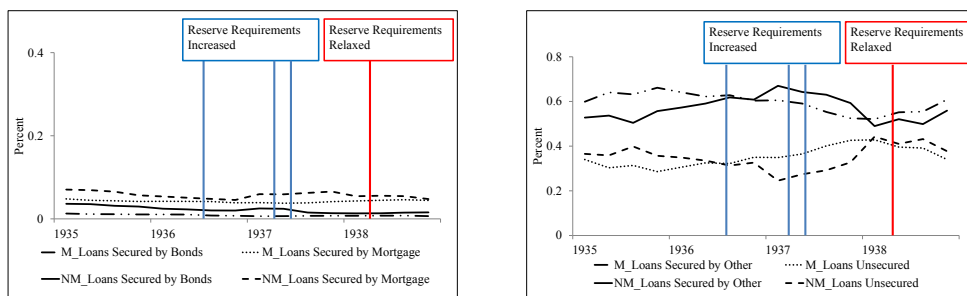 Reserve Requirements
Increased
Reserve Requirements
Relaxed
0.4
0.2
0
Percent
1935 1936 1937 1938
M_Loans Secured by Bonds M_Loans Secured by Mortgage
NM_Loans Secured by Bonds NM_Loans Secured by Mortgage
Reserve Requirements
Increased
Reserve Requirements
Relaxed
0.8
0.6
0.4
0.2
0
Percent
1935 1936 1937 1938
M_Loans Secured by Other M_Loans Unsecured
NM_Loans Secured by Other NM_Loans Unsecured